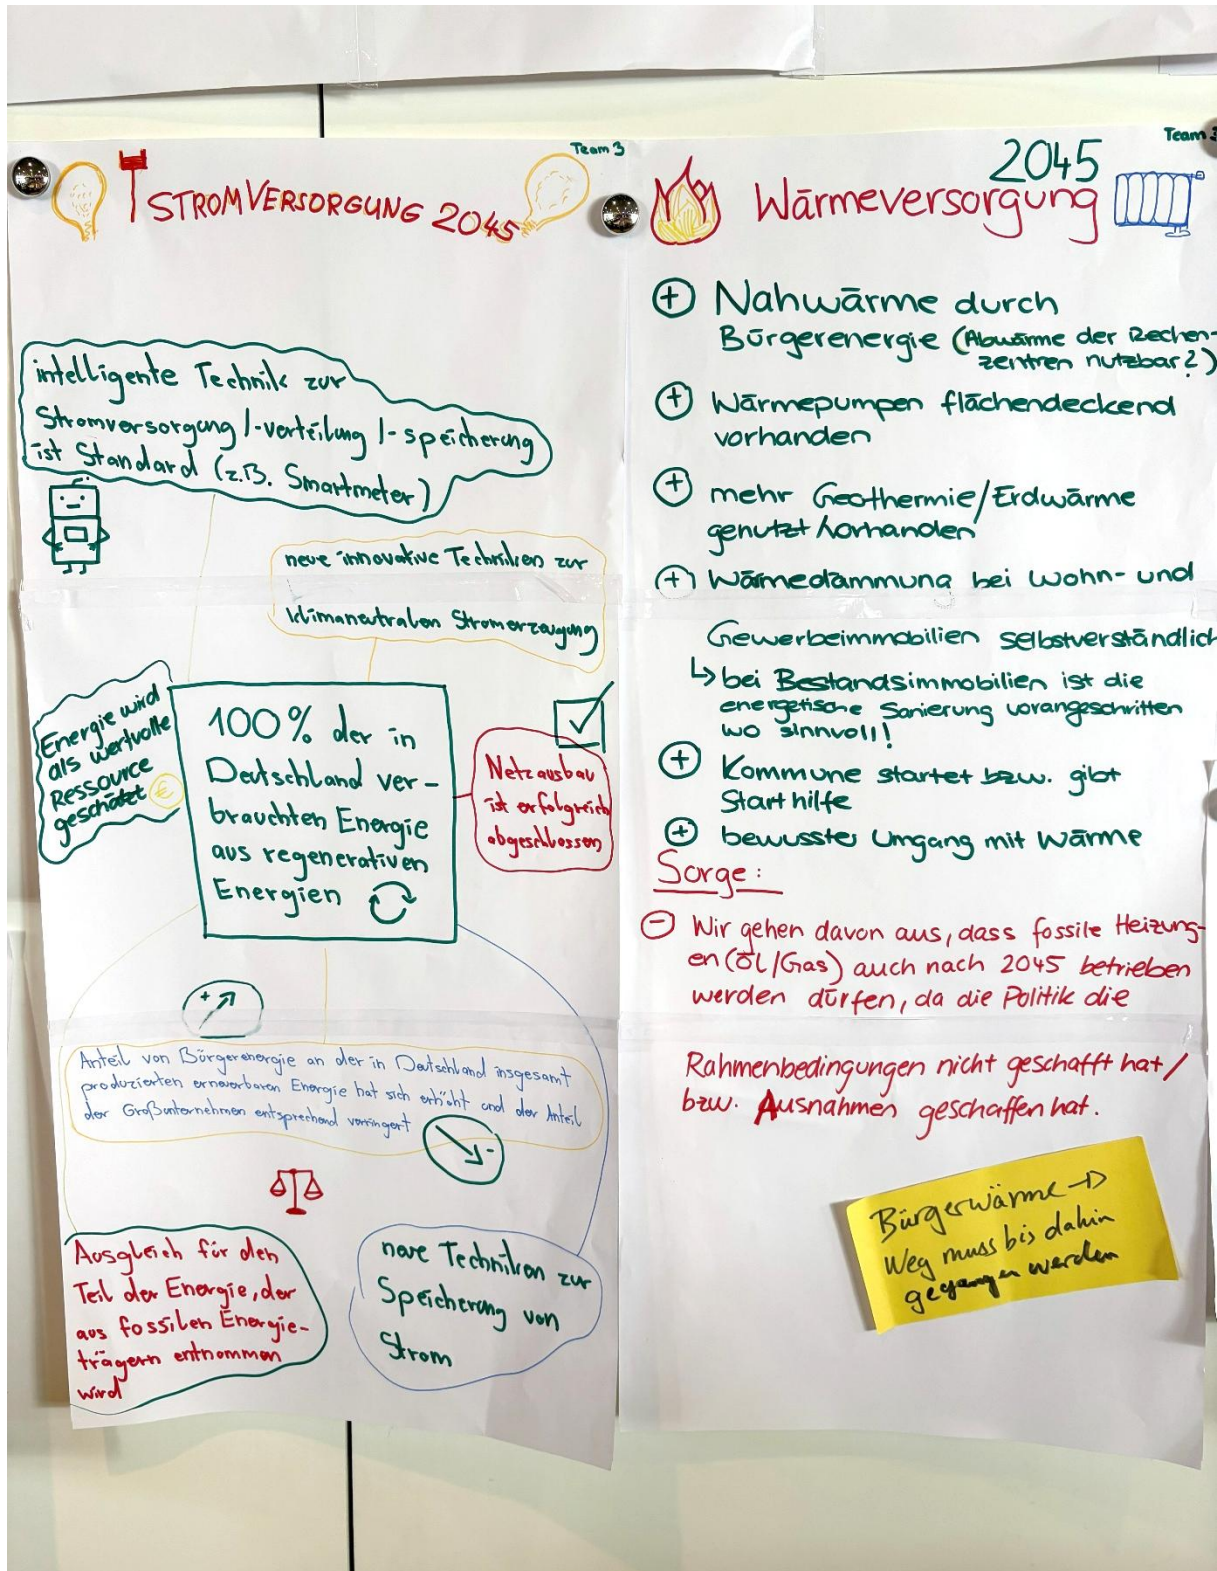 Team 3
STROMVERSORGUNG 2045
intelligente Technik zur
Stromversorgung/-verteilung/-speicherung
ist Standard (z.B. Smartmeter)
neue innovative Techniken zur
klimaneutralen Stromerzeugung
Energie wird
als wertvolle
Ressource
geschätzt €
100% der in
Deutschland ver-
brauchten Energie
aus regenerativen
Energien
Netzausbau
ist erfolgreich
abgeschlossen
+
Anteil von Bürgerenergie an der in Deutschland insgesamt
produzierten erneuerbaren Energie hat sich erhöht und der Anteil
der Großunternehmen entsprechend verringert
-
Ausgleich für den
Teil der Energie, der
aus fossilen Energie-
trägern entnommen
wird
neue Techniken zur
Speicherung von
Strom
Team 3
2045
Wärmeversorgung
+ Nahwärme durch
Bürgerenergie (Abwärme der Rechen-
zentren nutzbar?)
+ Wärmepumpen flächendeckend
vorhanden
+ mehr Geothermie/Erdwärme
genutzt/vorhanden
+ Wärmedämmung bei Wohn- und
Gewerbeimmobilien selbstverständlich
↳ bei Bestandsimmobilien ist die
energetische Sanierung vorangeschritten
wo sinnvoll!
+ Kommune startet bzw. gibt
Starthilfe
+ bewusster Umgang mit Wärme
Sorge:
- Wir gehen davon aus, dass fossile Heizung-
en (Öl/Gas) auch nach 2045 betrieben
werden dürfen, da die Politik die
Rahmenbedingungen nicht geschafft hat/
bzw. Ausnahmen geschaffen hat.
Bürgerwärme →
Weg muss bis dahin
gegangen werden